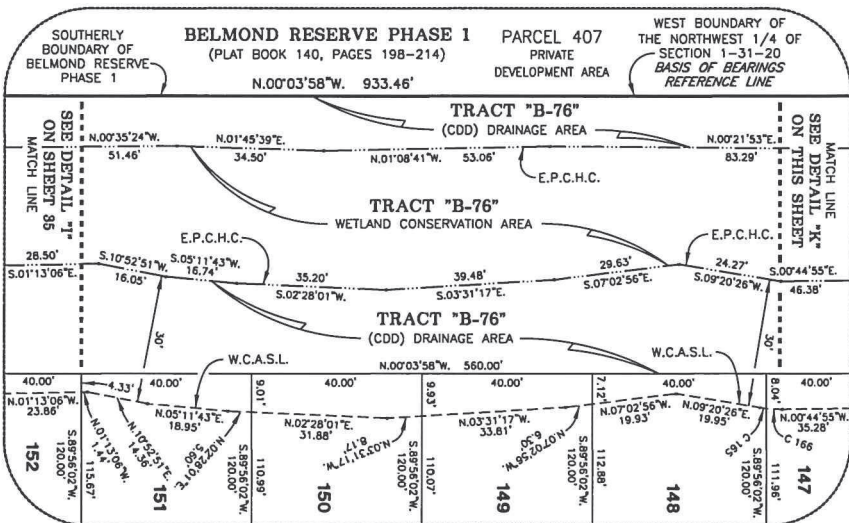 SOUTHERLY
BOUNDARY OF
BELMOND RESERVE
PHASE 1
BELMOND RESERVE PHASE 1
(PLAT BOOK 140, PAGES 198-214)
N.00°03'58"W. 933.46'
PARCEL 407
PRIVATE
DEVELOPMENT AREA
WEST BOUNDARY OF
THE NORTHWEST 1/4 OF
SECTION 1-31-20
BASIS OF BEARINGS
REFERENCE LINE
TRACT "B-76"
(CDD) DRAINAGE AREA
N.00°35'24"W.
51.46'
N.01°45'39"E.
34.50'
N.01°08'41"W.
53.06'
N.00°21'53"E.
83.29'
E.P.C.H.C.
MATCH LINE
SEE DETAIL "I"
ON SHEET 35
MATCH LINE
SEE DETAIL "K"
ON THIS SHEET
TRACT "B-76"
WETLAND CONSERVATION AREA
E.P.C.H.C.
E.P.C.H.C.
28.50'
S.01°13'06"E.
S.10°52'51"W.
16.05'
S.05°11'43"W.
16.74'
35.20'
S.02°28'01"W.
39.48'
S.03°31'17"E.
29.63'
S.07°02'56"E.
24.27'
S.09°20'26"W.
S.00°44'55"E.
46.38'
TRACT "B-76"
(CDD) DRAINAGE AREA
30'
30'
N.00°03'58"W. 560.00'
W.C.A.S.L.
W.C.A.S.L.
40.00'
4.33'
40.00'
40.00'
40.00'
40.00'
40.00'
N.01°13'06"W.
23.86'
N.05°11'43"E.
18.95'
9.01'
N.02°28'01"E.
31.88'
9.93'
N.03°31'17"W.
33.81'
7.12'
N.07°02'56"W.
19.93'
N.09°20'26"E.
19.95'
8.04'
N.00°44'55"W.
35.28'
N.01°13'06"W.
1.44'
N.10°52'51"E.
14.36'
N.02°28'01"E.
5.60'
N.03°31'17"W.
8.17'
N.07°02'56"W.
6.30'
C 165
C 166
152
S.89°56'02"W.
120.00'
115.67'
151
S.89°56'02"W.
120.00'
110.99'
150
S.89°56'02"W.
120.00'
110.07'
149
S.89°56'02"W.
120.00'
112.88'
148
S.89°56'02"W.
120.00'
111.96'
147